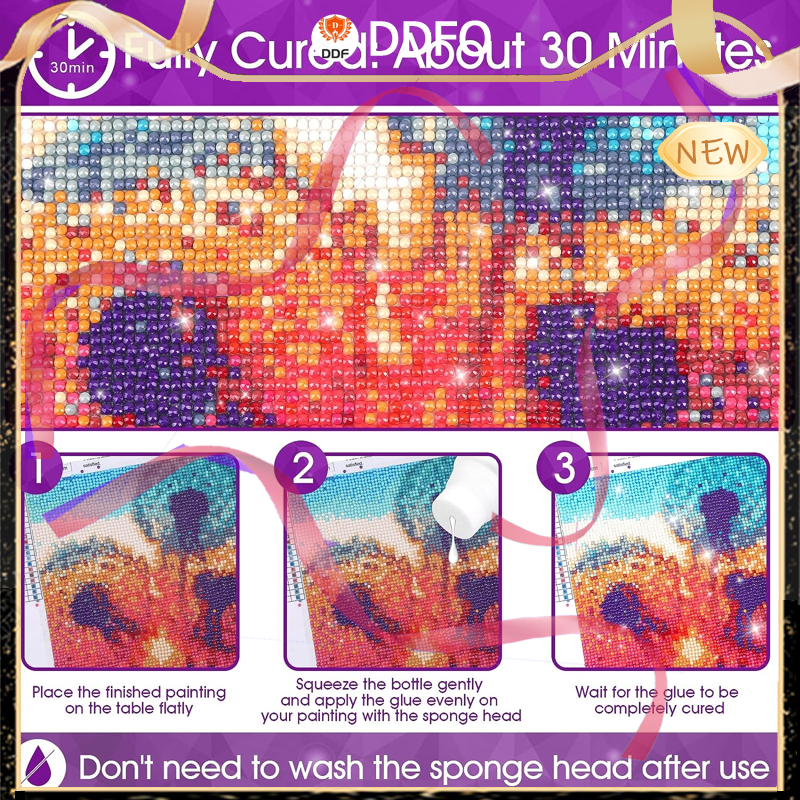 DDFO
DDF
30min
Fully Cured: About 30 Minutes
NEW
1
2
3
Place the finished painting
on the table flatly
Squeeze the bottle gently
and apply the glue evenly on
your painting with the sponge head
Wait for the glue to be
completely cured
Don't need to wash the sponge head after use